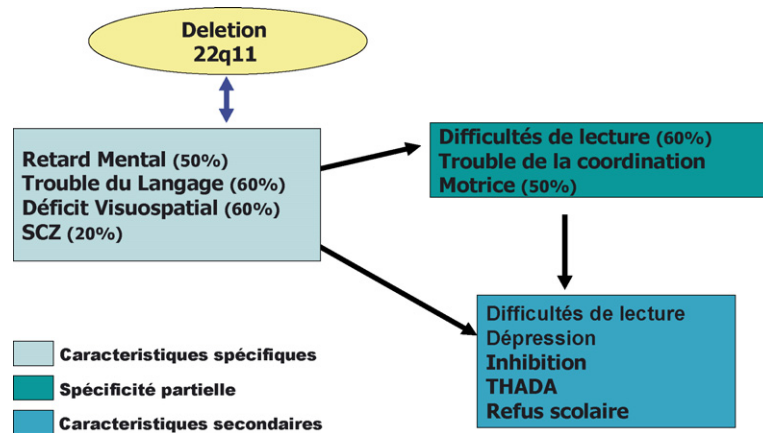 Deletion
22q11
Retard Mental (50%)
Trouble du Langage (60%)
Déficit Visuospatial (60%)
SCZ (20%)
Difficultés de lecture (60%)
Trouble de la coordination
Motrice (50%)
Difficultés de lecture
Dépression
Inhibition
THADA
Refus scolaire
Caracteristiques spécifiques
Spécificité partielle
Caracteristiques secondaires